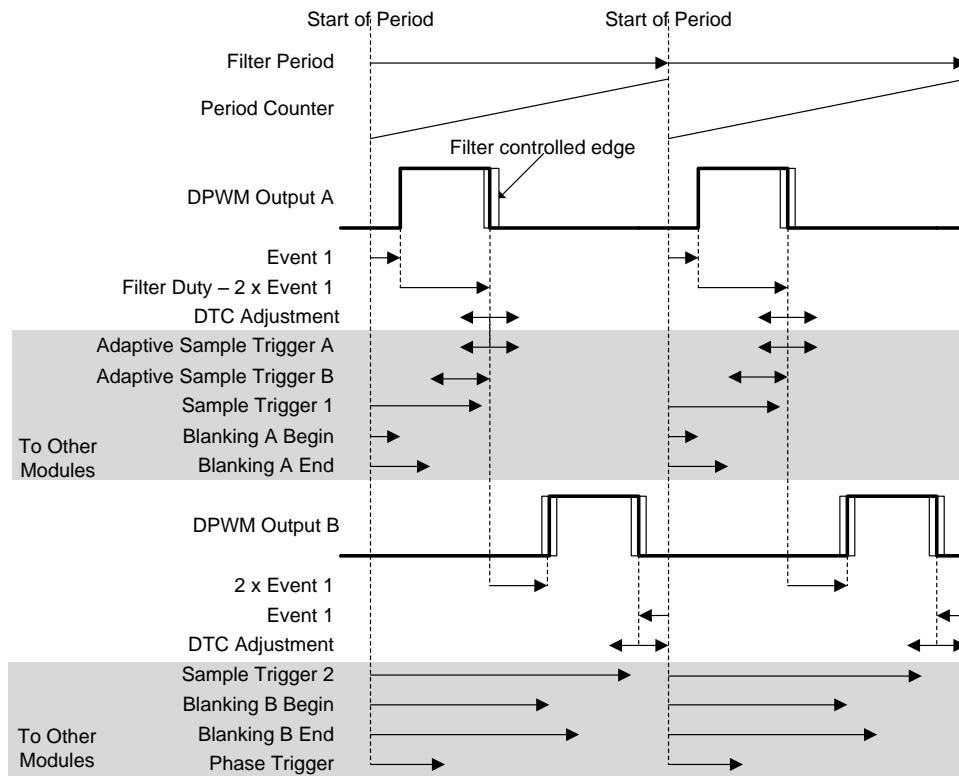 Start of Period
Start of Period
Filter Period
Period Counter
Filter controlled edge
DPWM Output A
Event 1
Filter Duty – 2 x Event 1
DTC Adjustment
Adaptive Sample Trigger A
Adaptive Sample Trigger B
Sample Trigger 1
Blanking A Begin
To Other
Modules
Blanking A End
DPWM Output B
2 x Event 1
Event 1
DTC Adjustment
Sample Trigger 2
Blanking B Begin
Blanking B End
To Other
Modules
Phase Trigger